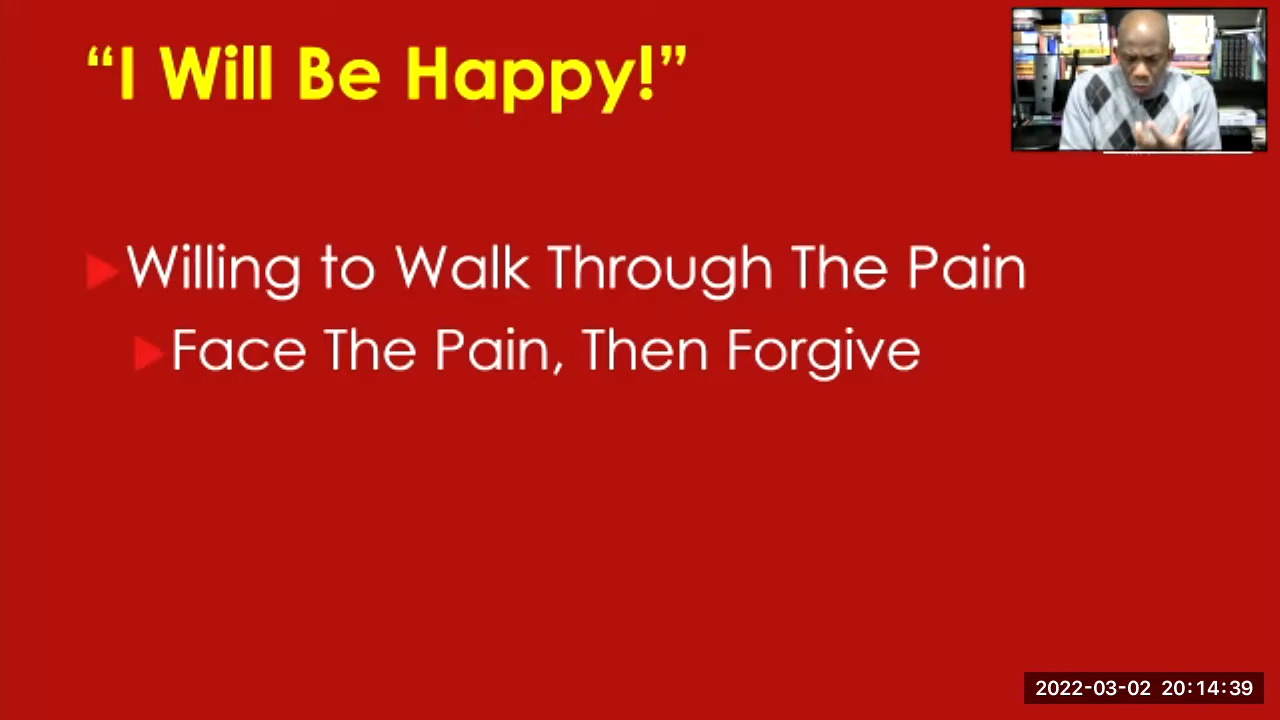 “I Will Be Happy!”
Willing to Walk Through The Pain
Face The Pain, Then Forgive
2022-03-02 20:14:39